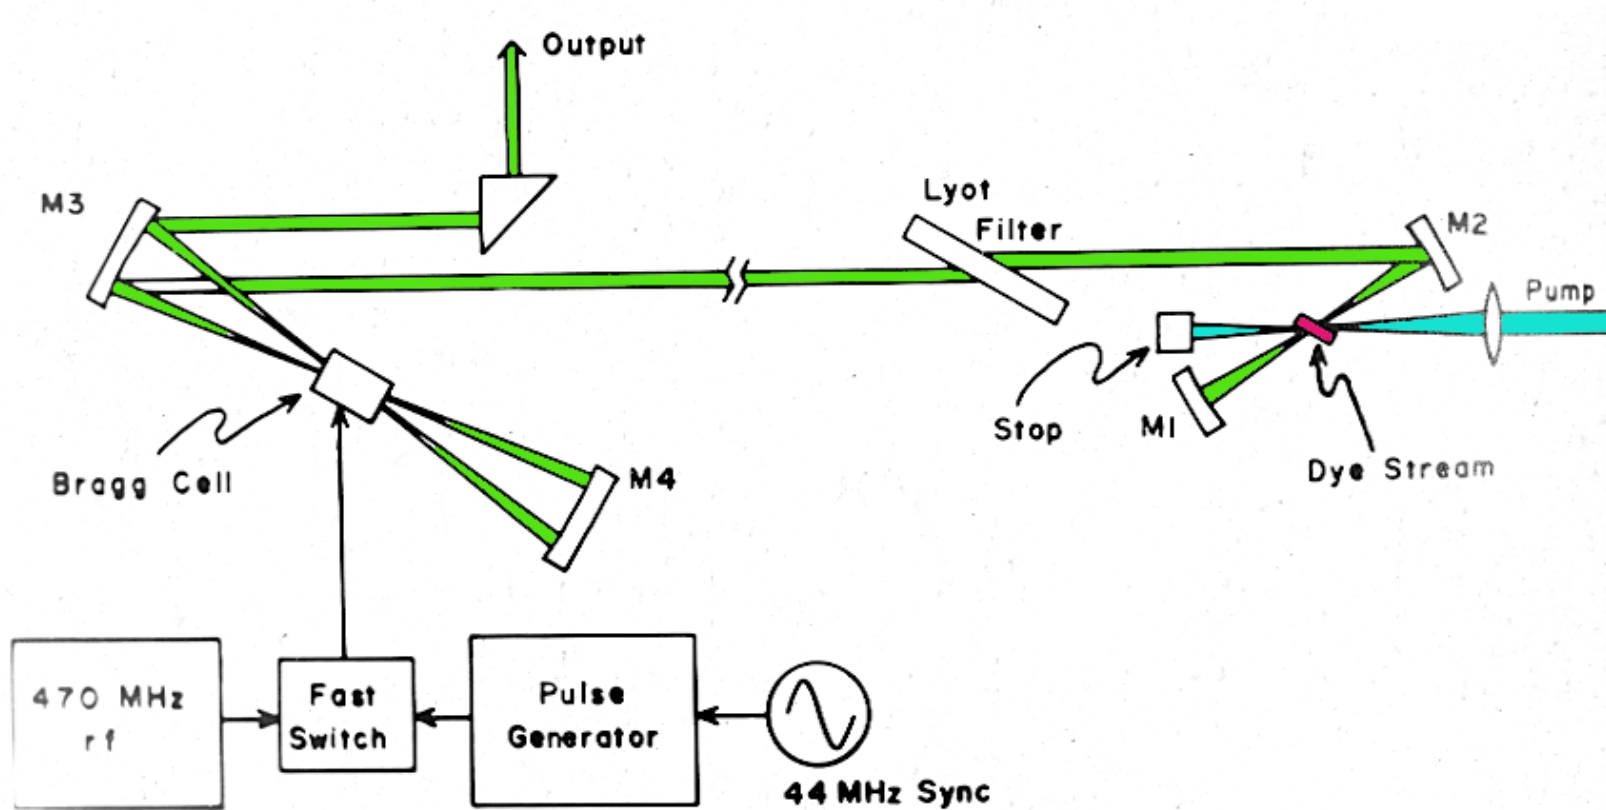 Output
M3
Lyot
Filter
M2
Pump
Stop
M1
Dye Stream
Bragg Cell
M4
470 MHz
rf
Fast
Switch
Pulse
Generator
44 MHz Sync